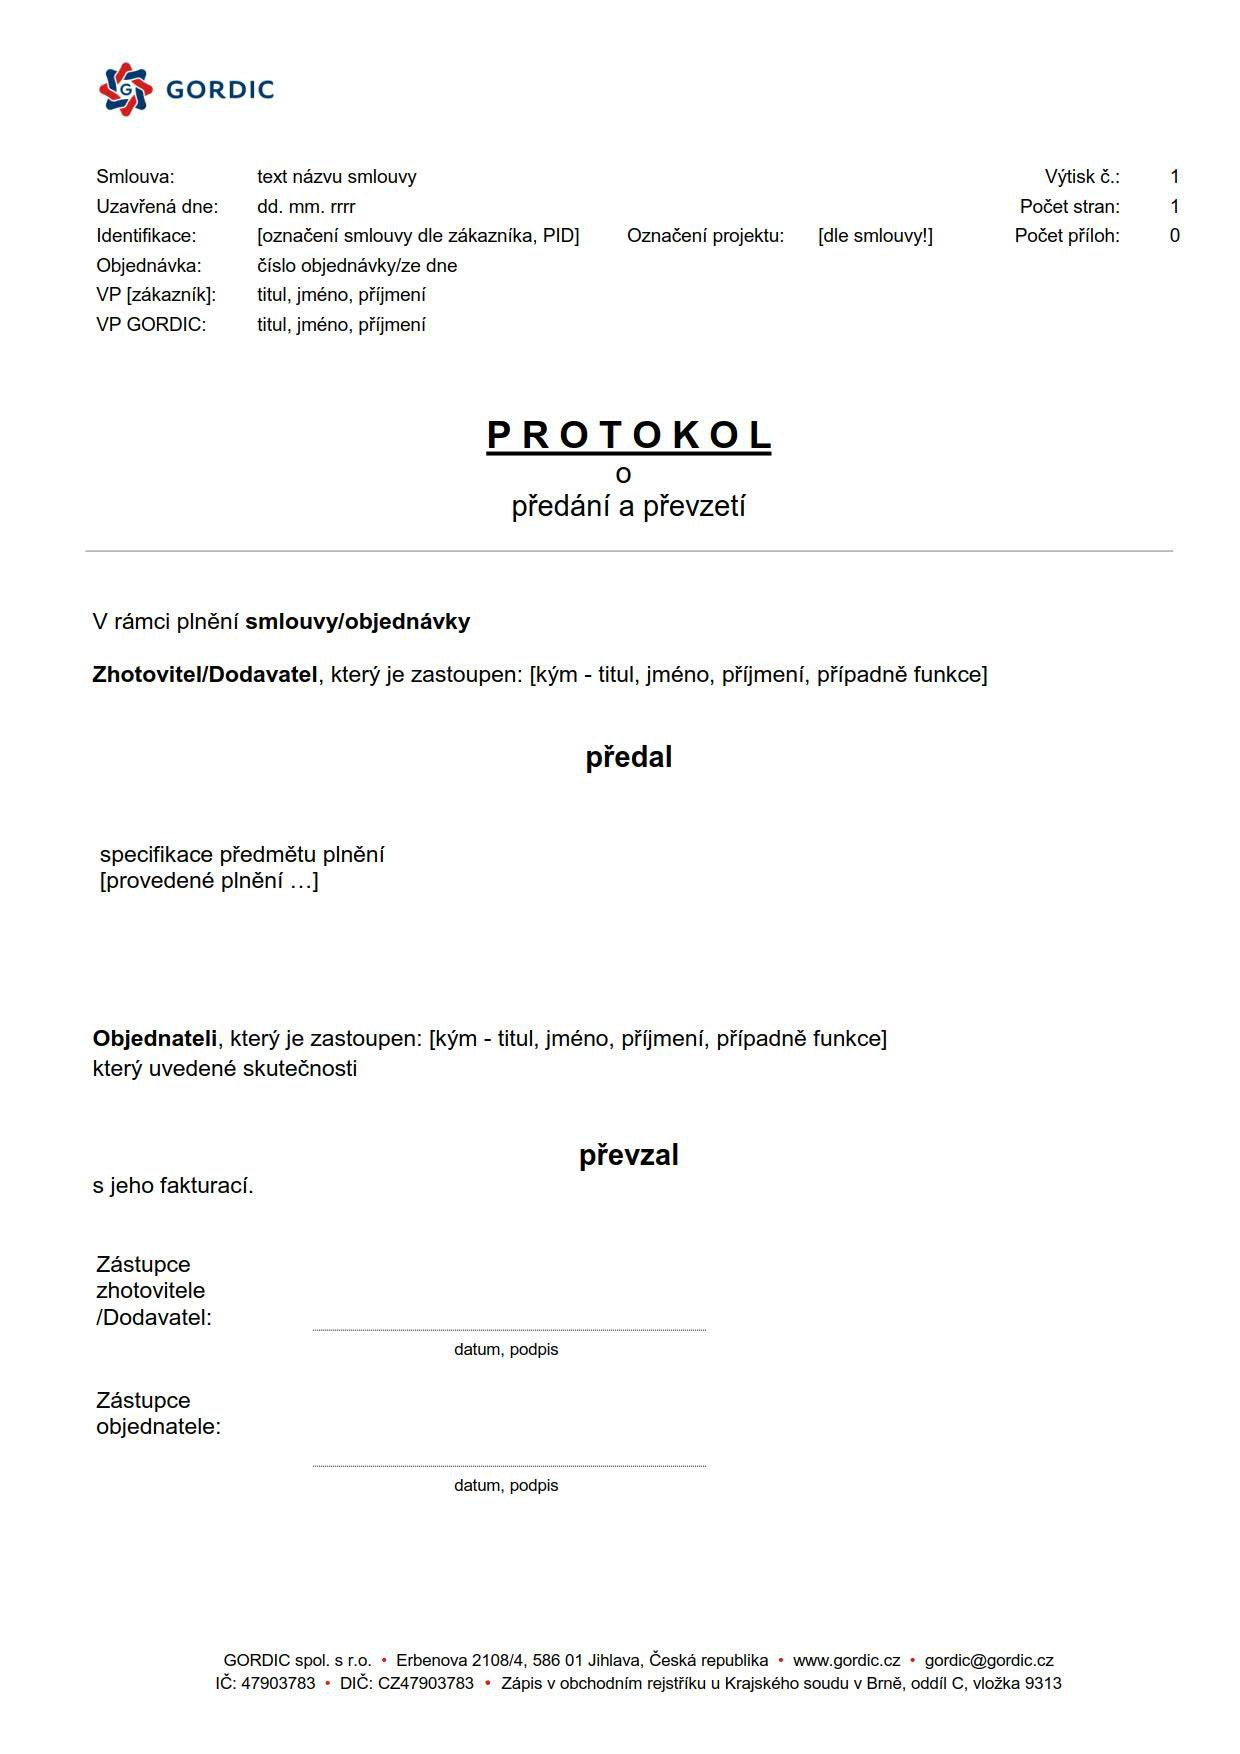 G GORDIC
Smlouva: text názvu smlouvy Výtisk č.: 1
Uzavřená dne: dd. mm. rrrr Počet stran: 1
Identifikace: [označení smlouvy dle zákazníka, PID] Označení projektu: [dle smlouvy!] Počet příloh: 0
Objednávka: číslo objednávky/ze dne
VP [zákazník]: titul, jméno, příjmení
VP GORDIC: titul, jméno, příjmení
P R O T O K O L
o
předání a převzetí
V rámci plnění smlouvy/objednávky
Zhotovitel/Dodavatel, který je zastoupen: [kým - titul, jméno, příjmení, případně funkce]
předal
specifikace předmětu plnění
[provedené plnění …]
Objednateli, který je zastoupen: [kým - titul, jméno, příjmení, případně funkce]
který uvedené skutečnosti
převzal
s jeho fakturací.
Zástupce
zhotovitele
/Dodavatel:
datum, podpis
Zástupce
objednatele:
datum, podpis
GORDIC spol. s r.o. • Erbenova 2108/4, 586 01 Jihlava, Česká republika • www.gordic.cz • gordic@gordic.cz
IČ: 47903783 • DIČ: CZ47903783 • Zápis v obchodním rejstříku u Krajského soudu v Brně, oddíl C, vložka 9313